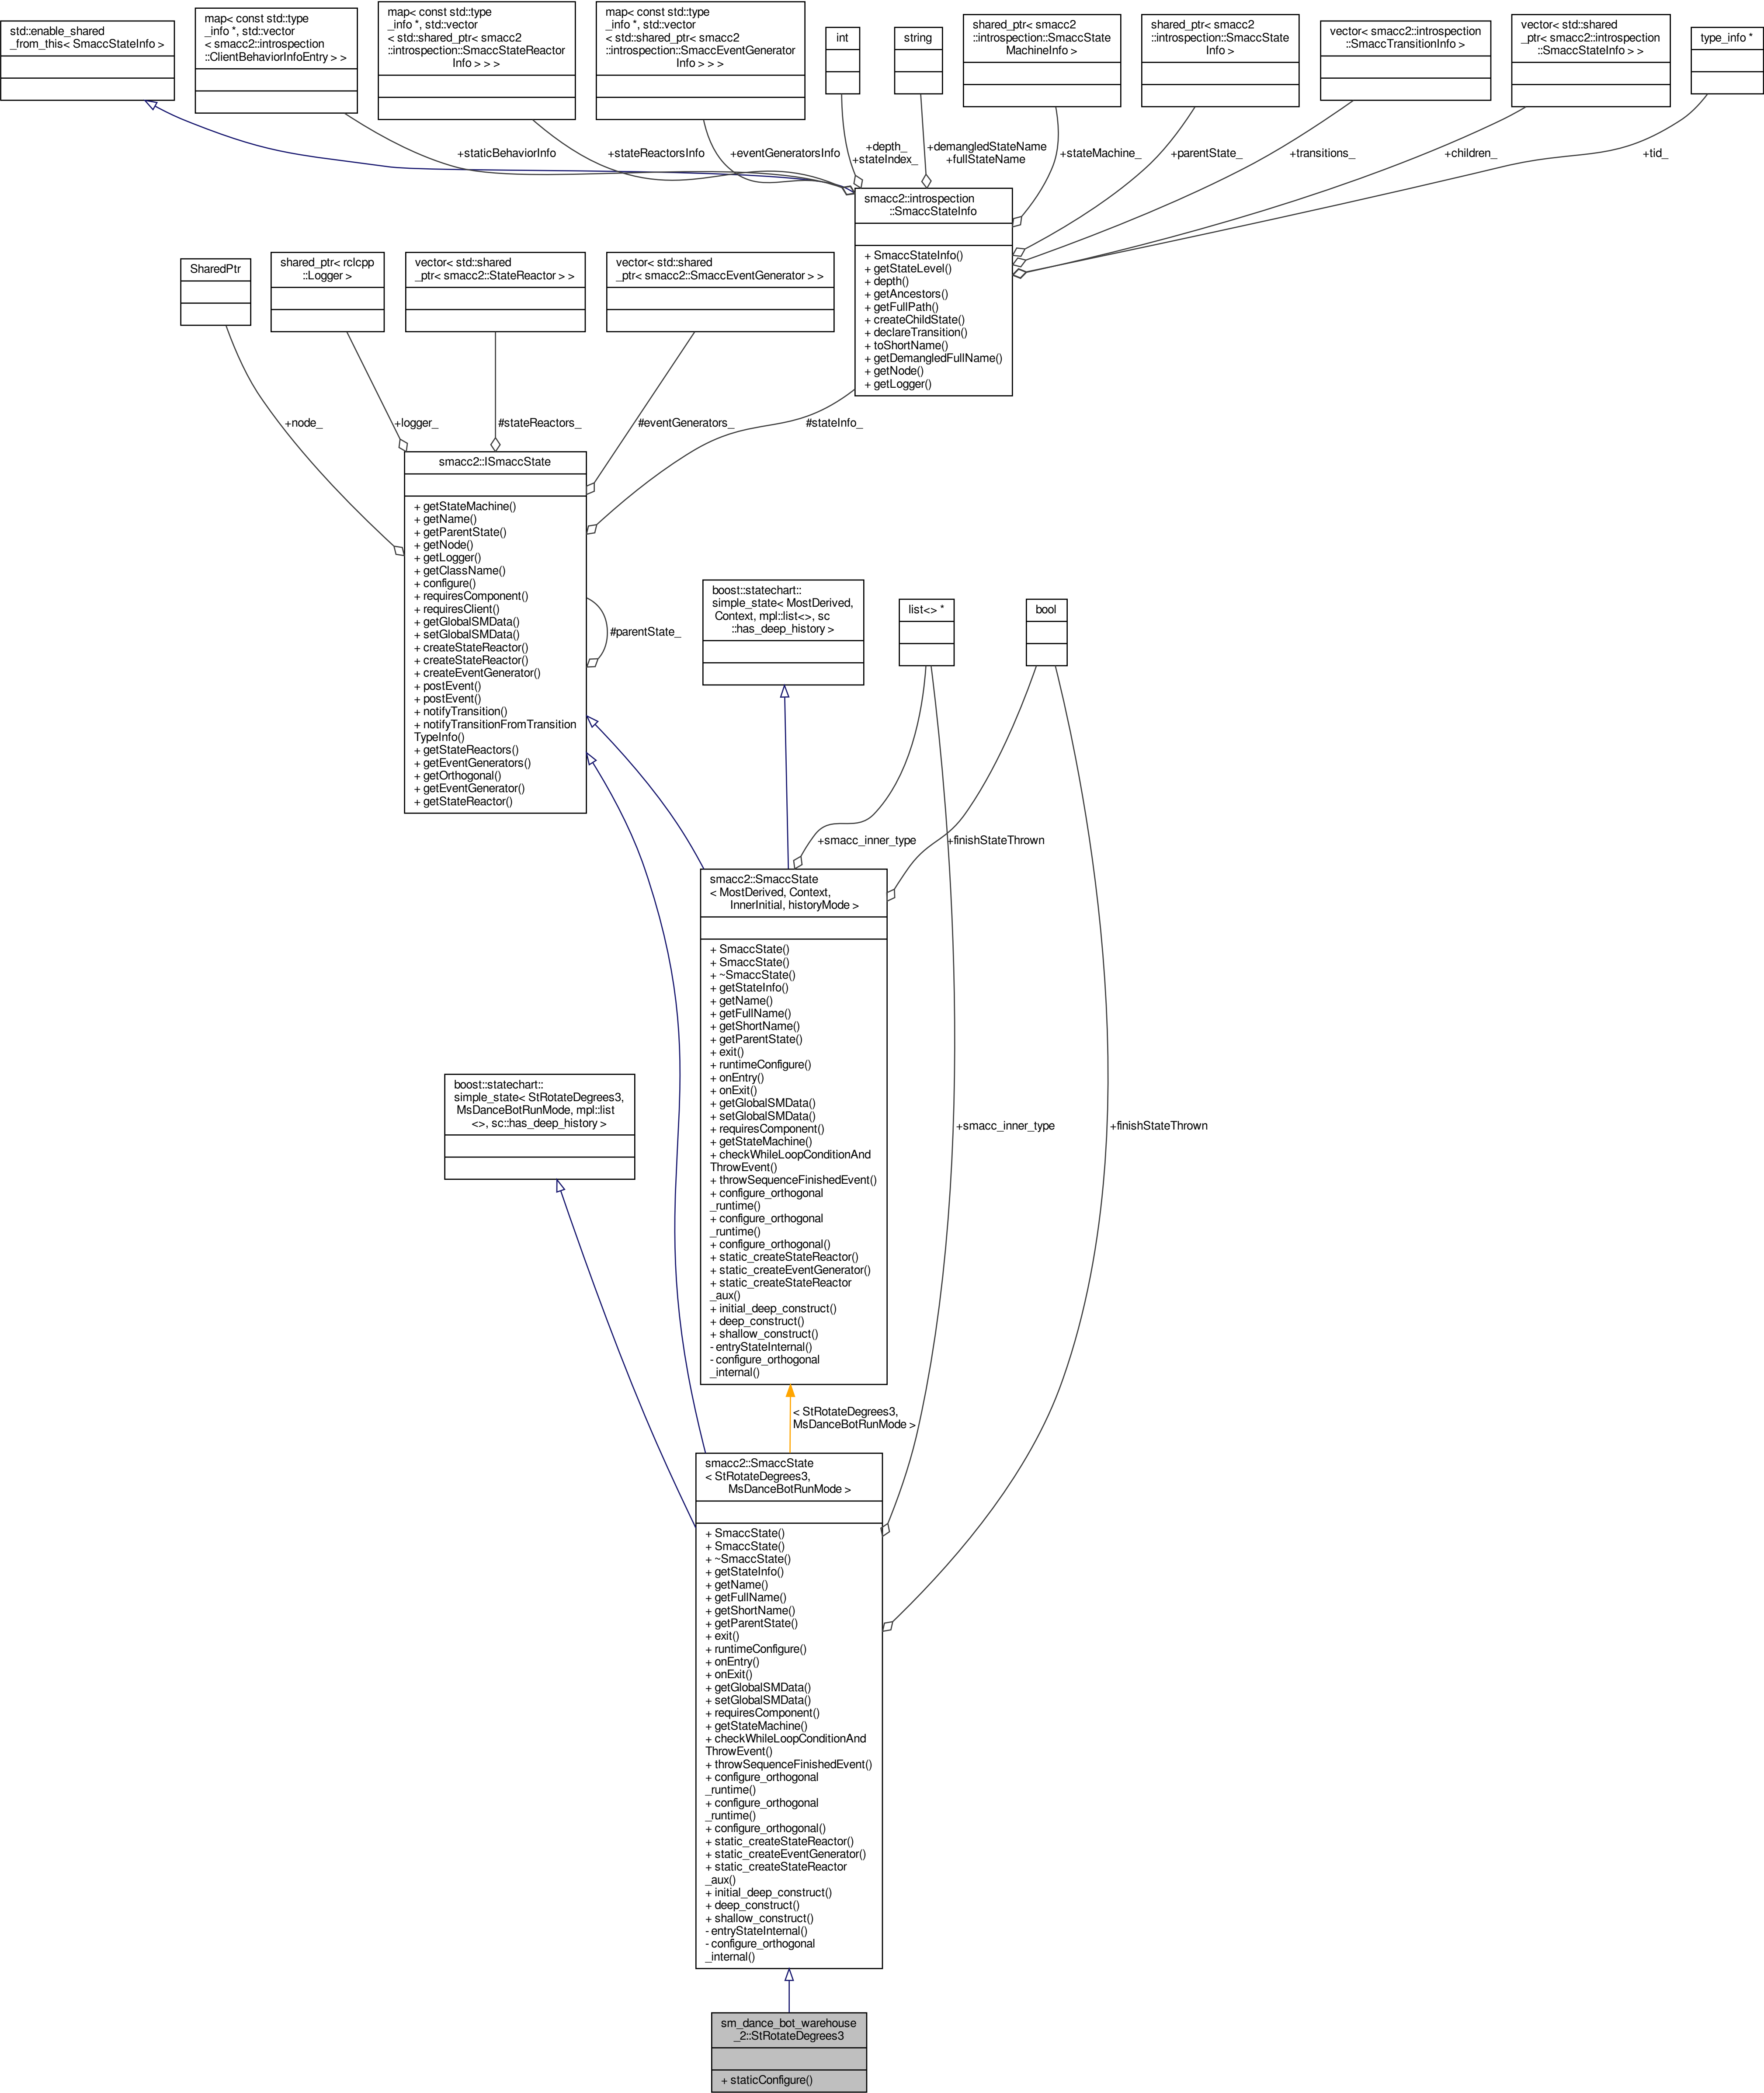 std::enable_shared
_from_this< SmaccStateInfo >
map< const std::type
_info *, std::vector
< smacc2::introspection
::ClientBehaviorInfoEntry > >
map< const std::type
_info *, std::vector
< std::shared_ptr< smacc2
::introspection::SmaccStateReactor
Info > > >
map< const std::type
_info *, std::vector
< std::shared_ptr< smacc2
::introspection::SmaccEventGenerator
Info > > >
int
string
shared_ptr< smacc2
::introspection::SmaccState
MachineInfo >
shared_ptr< smacc2
::introspection::SmaccState
Info >
vector< smacc2::introspection
::SmaccTransitionInfo >
vector< std::shared
_ptr< smacc2::introspection
::SmaccStateInfo > >
type_info *
+staticBehaviorInfo
+stateReactorsInfo
+eventGeneratorsInfo
+depth_
+stateIndex_
+demangledStateName
+fullStateName
+stateMachine_
+parentState_
+transitions_
+children_
+tid_
smacc2::introspection
::SmaccStateInfo
+ SmaccStateInfo()
+ getStateLevel()
+ depth()
+ getAncestors()
+ getFullPath()
+ createChildState()
+ declareTransition()
+ toShortName()
+ getDemangledFullName()
+ getNode()
+ getLogger()
SharedPtr
shared_ptr< rclcpp
::Logger >
vector< std::shared
_ptr< smacc2::StateReactor > >
vector< std::shared
_ptr< smacc2::SmaccEventGenerator > >
+node_
+logger_
#stateReactors_
#eventGenerators_
#stateInfo_
smacc2::ISmaccState
+ getStateMachine()
+ getName()
+ getParentState()
+ getNode()
+ getLogger()
+ getClassName()
+ configure()
+ requiresComponent()
+ requiresClient()
+ getGlobalSMData()
+ setGlobalSMData()
+ createStateReactor()
+ createStateReactor()
+ createEventGenerator()
+ postEvent()
+ postEvent()
+ notifyTransition()
+ notifyTransitionFromTransition
TypeInfo()
+ getStateReactors()
+ getEventGenerators()
+ getOrthogonal()
+ getEventGenerator()
+ getStateReactor()
#parentState_
boost::statechart::
simple_state< MostDerived,
Context, mpl::list<>, sc
::has_deep_history >
list<> *
bool
+smacc_inner_type
+finishStateThrown
smacc2::SmaccState
< MostDerived, Context,
InnerInitial, historyMode >
+ SmaccState()
+ SmaccState()
+ ~SmaccState()
+ getStateInfo()
+ getName()
+ getFullName()
+ getShortName()
+ getParentState()
+ exit()
+ runtimeConfigure()
+ onEntry()
+ onExit()
+ getGlobalSMData()
+ setGlobalSMData()
+ requiresComponent()
+ getStateMachine()
+ checkWhileLoopConditionAnd
ThrowEvent()
+ throwSequenceFinishedEvent()
+ configure_orthogonal
_runtime()
+ configure_orthogonal
_runtime()
+ configure_orthogonal()
+ static_createStateReactor()
+ static_createEventGenerator()
+ static_createStateReactor
_aux()
+ initial_deep_construct()
+ deep_construct()
+ shallow_construct()
- entryStateInternal()
- configure_orthogonal
_internal()
boost::statechart::
simple_state< StRotateDegrees3,
MsDanceBotRunMode, mpl::list
<>, sc::has_deep_history >
+smacc_inner_type
+finishStateThrown
< StRotateDegrees3,
MsDanceBotRunMode >
smacc2::SmaccState
< StRotateDegrees3,
MsDanceBotRunMode >
+ SmaccState()
+ SmaccState()
+ ~SmaccState()
+ getStateInfo()
+ getName()
+ getFullName()
+ getShortName()
+ getParentState()
+ exit()
+ runtimeConfigure()
+ onEntry()
+ onExit()
+ getGlobalSMData()
+ setGlobalSMData()
+ requiresComponent()
+ getStateMachine()
+ checkWhileLoopConditionAnd
ThrowEvent()
+ throwSequenceFinishedEvent()
+ configure_orthogonal
_runtime()
+ configure_orthogonal
_runtime()
+ configure_orthogonal()
+ static_createStateReactor()
+ static_createEventGenerator()
+ static_createStateReactor
_aux()
+ initial_deep_construct()
+ deep_construct()
+ shallow_construct()
- entryStateInternal()
- configure_orthogonal
_internal()
sm_dance_bot_warehouse
_2::StRotateDegrees3
+ staticConfigure()